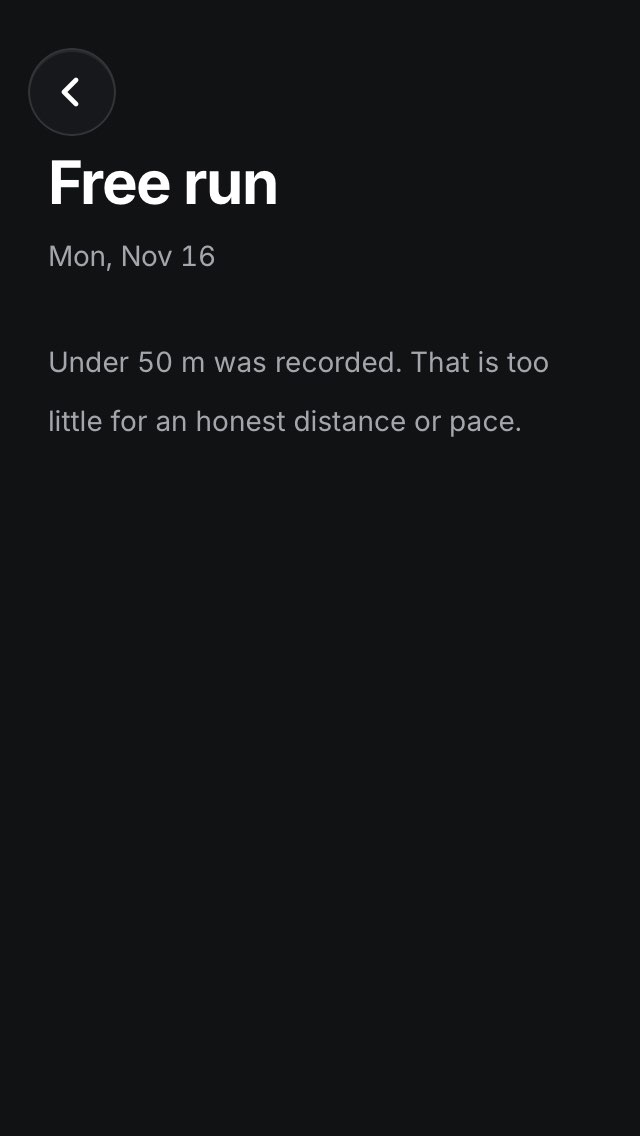 Free run
Mon, Nov 16
Under 50 m was recorded. That is too
little for an honest distance or pace.